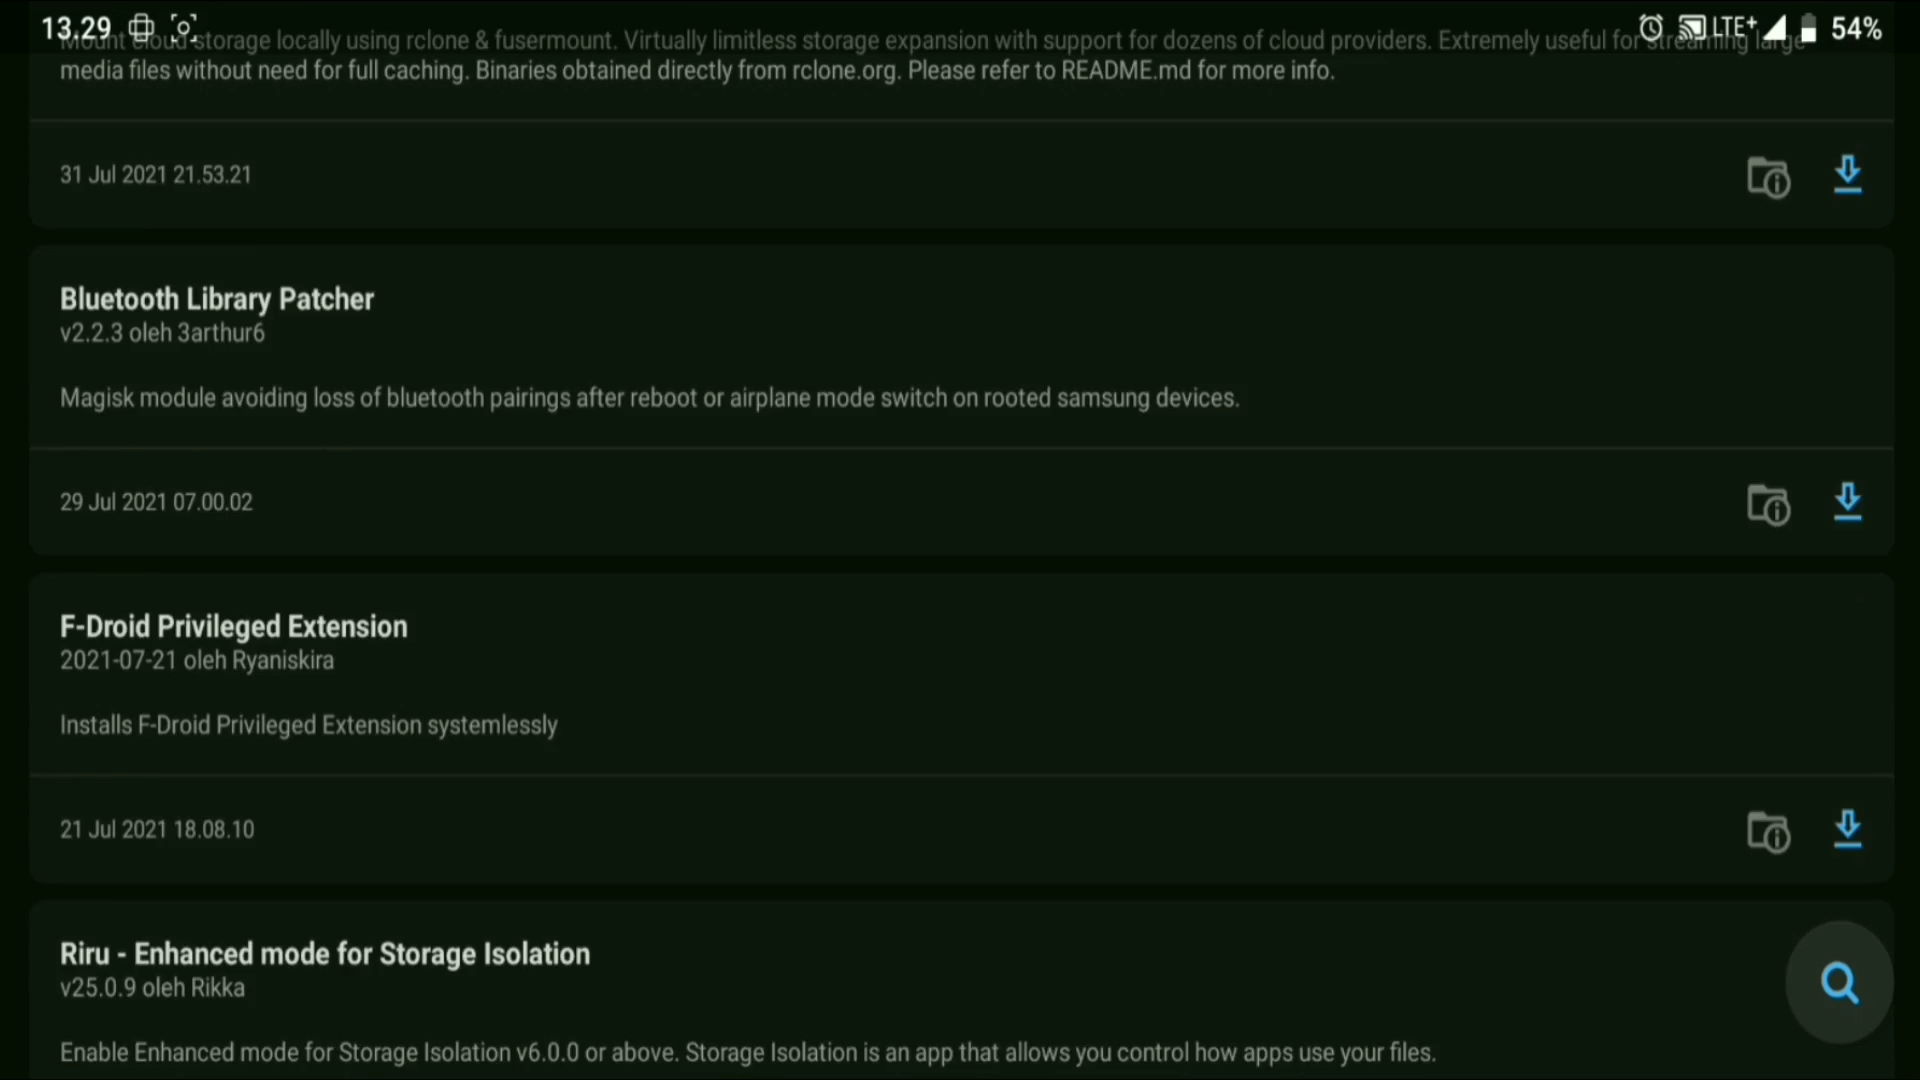 13.29 LTE+ 54%
Mount cloud storage locally using rclone & fusermount. Virtually limitless storage expansion with support for dozens of cloud providers. Extremely useful for streaming large
media files without need for full caching. Binaries obtained directly from rclone.org. Please refer to README.md for more info.
31 Jul 2021 21.53.21
Bluetooth Library Patcher
v2.2.3 oleh 3arthur6
Magisk module avoiding loss of bluetooth pairings after reboot or airplane mode switch on rooted samsung devices.
29 Jul 2021 07.00.02
F-Droid Privileged Extension
2021-07-21 oleh Ryaniskira
Installs F-Droid Privileged Extension systemlessly
21 Jul 2021 18.08.10
Riru - Enhanced mode for Storage Isolation
v25.0.9 oleh Rikka
Enable Enhanced mode for Storage Isolation v6.0.0 or above. Storage Isolation is an app that allows you control how apps use your files.